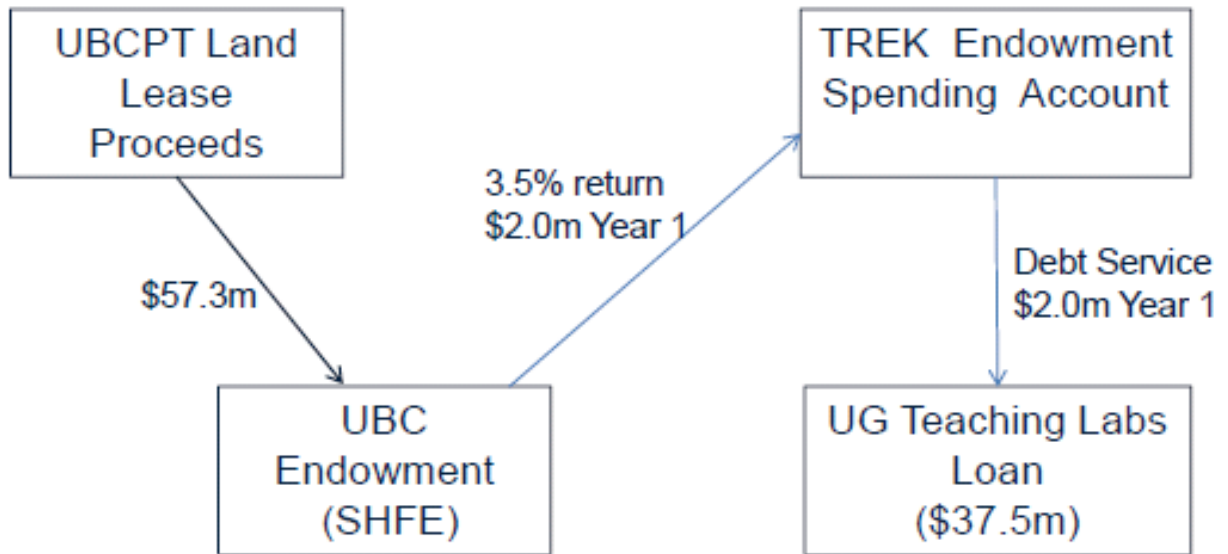 UBCPT Land
Lease
Proceeds
TREK Endowment
Spending Account
3.5% return
$2.0m Year 1
$57.3m
Debt Service
$2.0m Year 1
UBC
Endowment
(SHFE)
UG Teaching Labs
Loan
($37.5m)